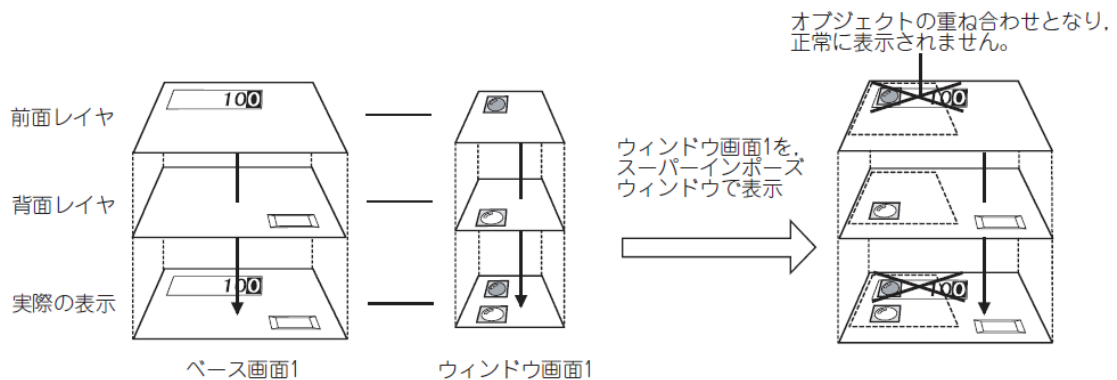 オブジェクトの重ね合わせとなり,
正常に表示されません。
前面レイヤ
100
100
背面レイヤ
ウィンドウ画面1を,
スーパーインポーズ
ウィンドウで表示
実際の表示
100
100
ベース画面1
ウィンドウ画面1